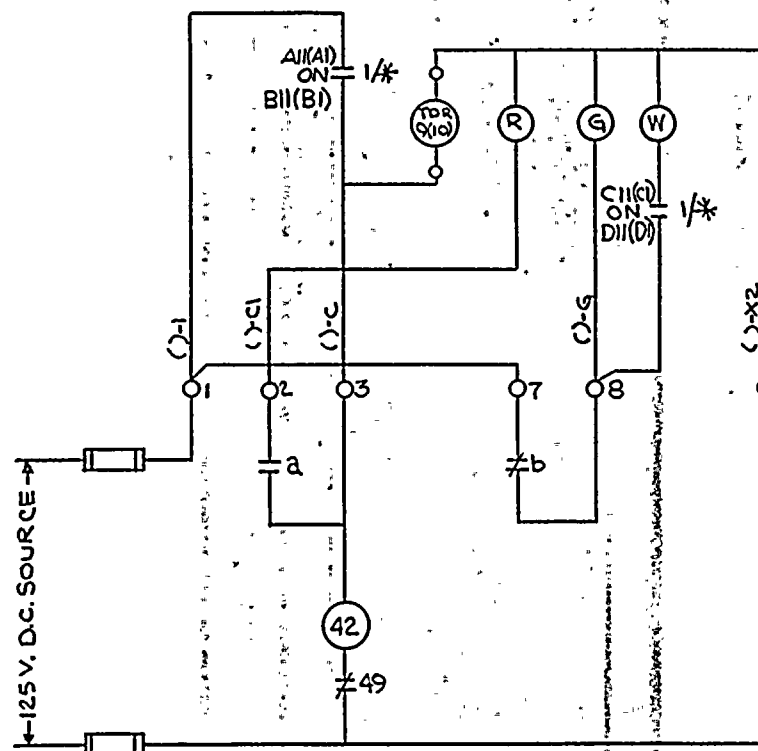 A11(A1)
ON
B11(B1)
1/*
TDR
9(10)
R
G
W
C11(C1)
ON
D11(D1)
1/*
( )-1
( )-C1
( )-C
( )-G
( )-X2
1
2
3
7
8
a
b
125 V. D.C. SOURCE
42
49